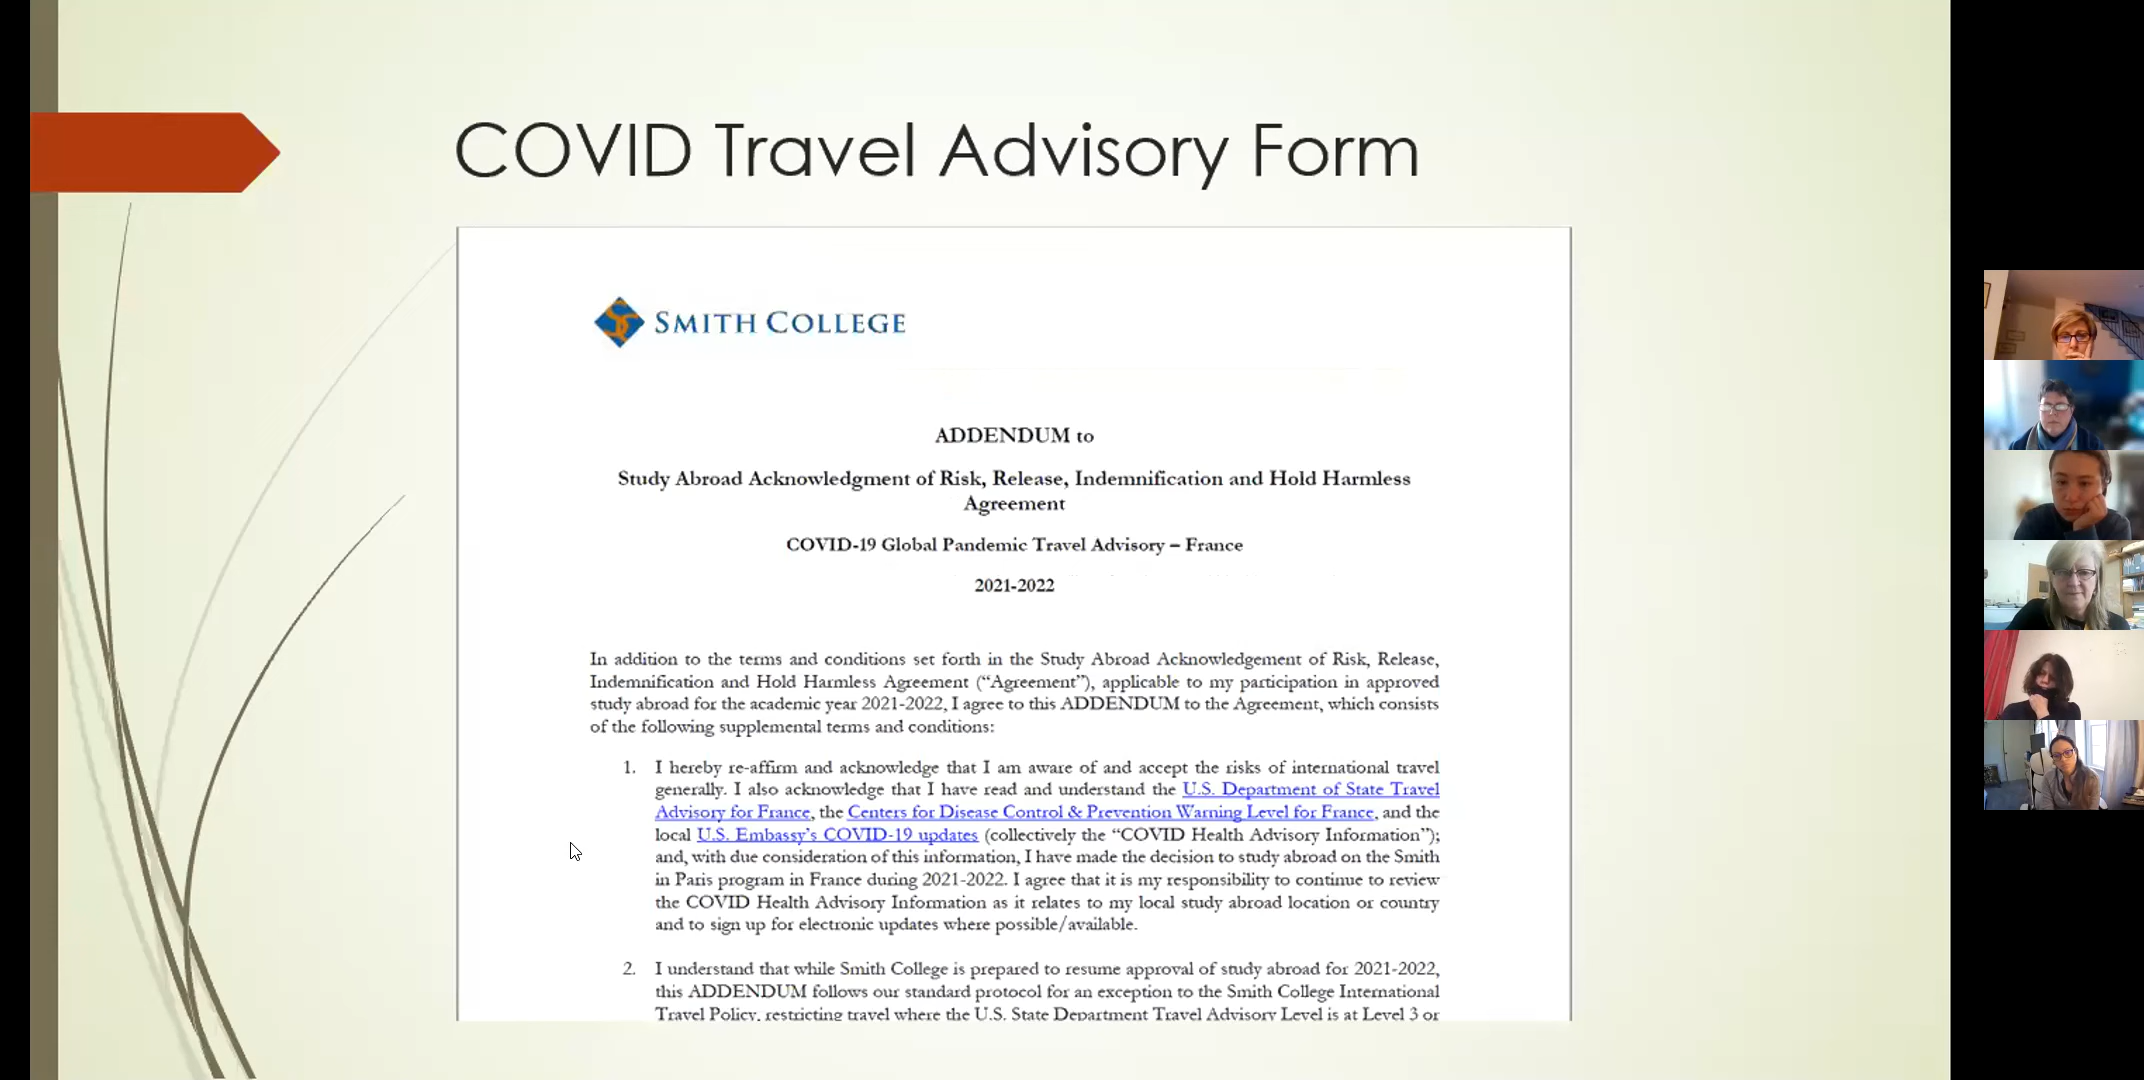 COVID Travel Advisory Form
SMITH COLLEGE
ADDENDUM to
Study Abroad Acknowledgment of Risk, Release, Indemnification and Hold Harmless
Agreement
COVID-19 Global Pandemic Travel Advisory – France
2021-2022
In addition to the terms and conditions set forth in the Study Abroad Acknowledgement of Risk, Release,
Indemnification and Hold Harmless Agreement (“Agreement”), applicable to my participation in approved
study abroad for the academic year 2021-2022, I agree to this ADDENDUM to the Agreement, which consists
of the following supplemental terms and conditions:
1. I hereby re-affirm and acknowledge that I am aware of and accept the risks of international travel
generally. I also acknowledge that I have read and understand the U.S. Department of State Travel
Advisory for France, the Centers for Disease Control & Prevention Warning Level for France, and the
local U.S. Embassy’s COVID-19 updates (collectively the “COVID Health Advisory Information”);
and, with due consideration of this information, I have made the decision to study abroad on the Smith
in Paris program in France during 2021-2022. I agree that it is my responsibility to continue to review
the COVID Health Advisory Information as it relates to my local study abroad location or country
and to sign up for electronic updates where possible/available.
2. I understand that while Smith College is prepared to resume approval of study abroad for 2021-2022,
this ADDENDUM follows our standard protocol for an exception to the Smith College International
Travel Policy, restricting travel where the U.S. State Department Travel Advisory Level is at Level 3 or